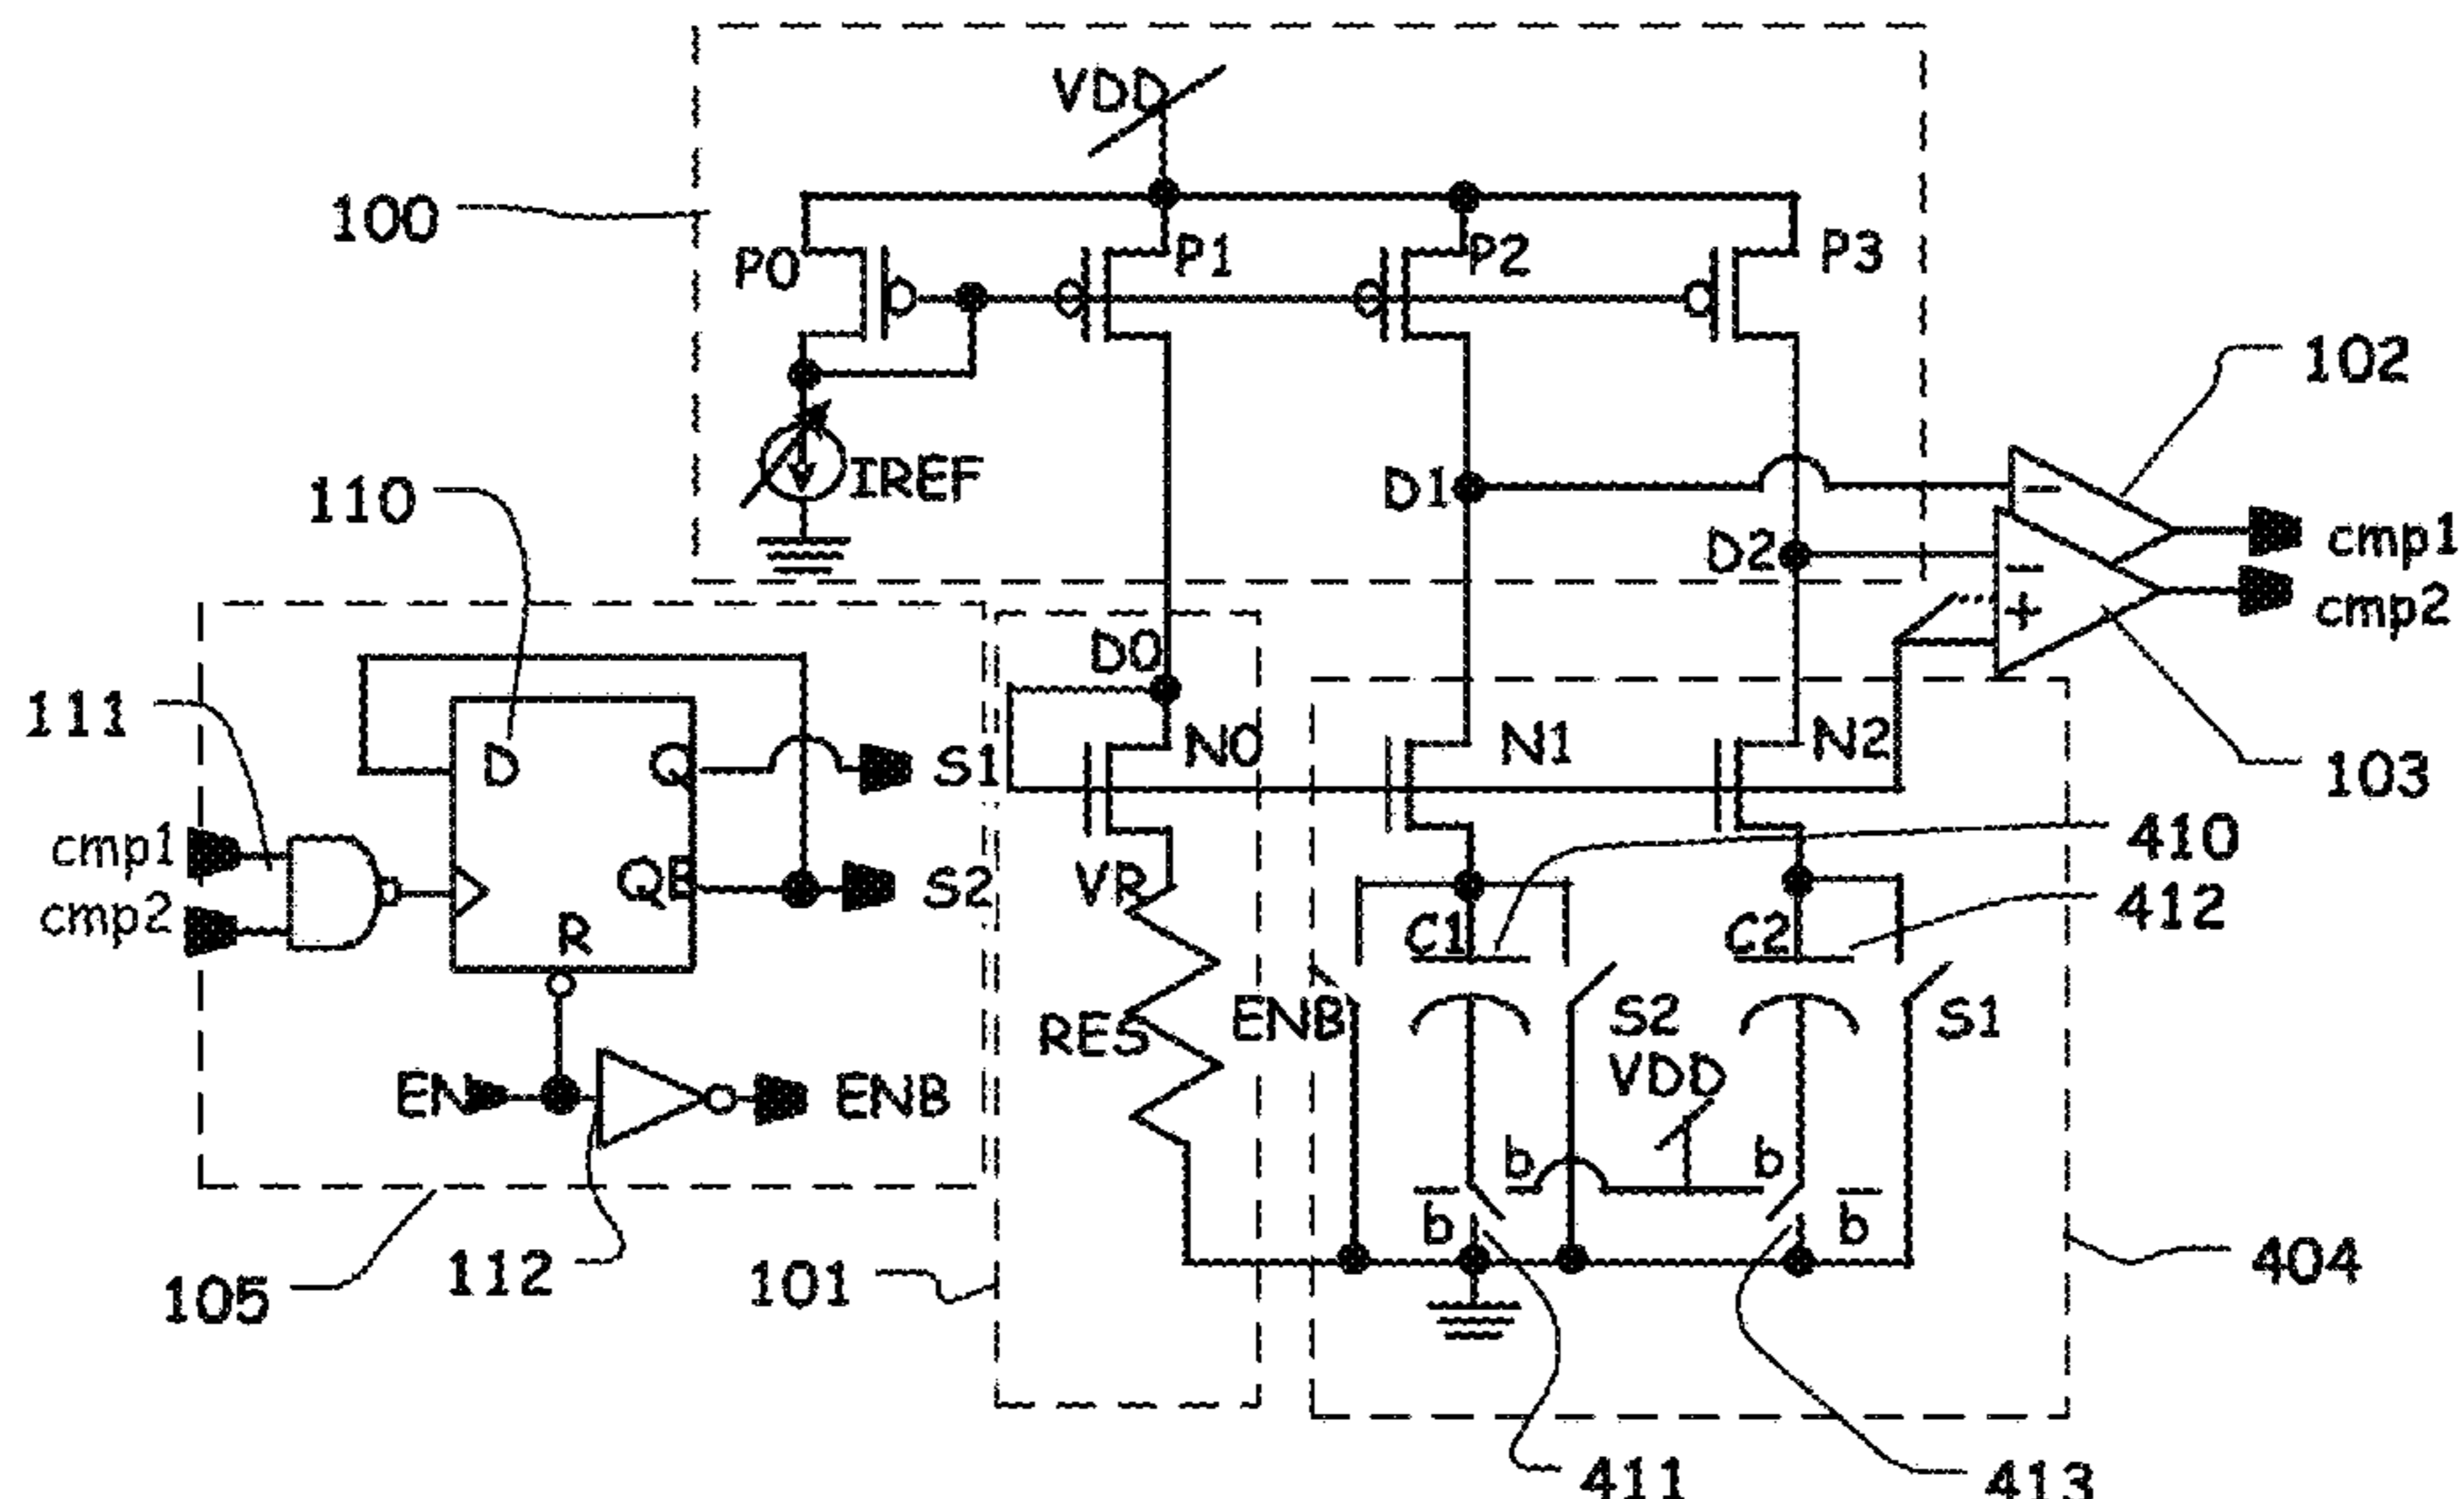 VDD
100
P0
P1
P2
P3
102
IREF
110
D1
cmp1
D2
cmp2
+
D0
111
D
Q
S1
N0
N1
N2
103
cmp1
410
QB
S2
VR
C1
C2
412
cmp2
R
RES
ENB
S2
S1
VDD
EN
ENB
b
b
b̅
b̅
112
101
404
105
411
413